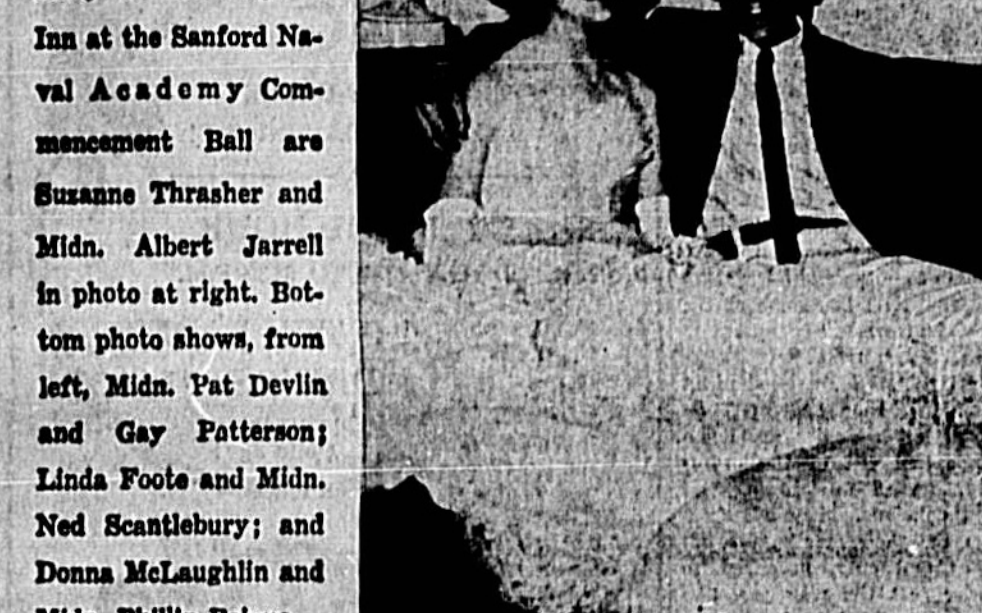 Inn at the Sanford Na-
val Academy Com-
mencement Ball are
Suzanne Thrasher and
Midn. Albert Jarrell
in photo at right. Bot-
tom photo shows, from
left, Midn. Pat Devlin
and Gay Patterson;
Linda Foote and Midn.
Ned Scantlebury; and
Donna McLaughlin and